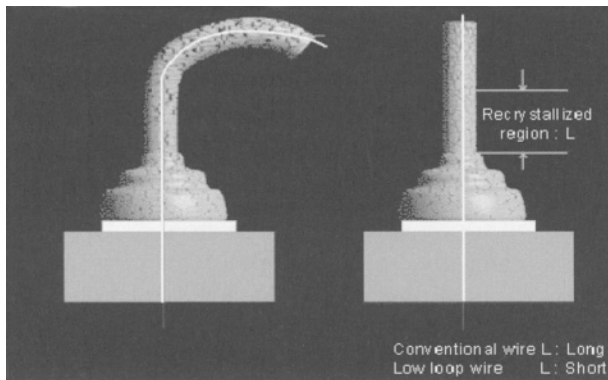 Recrystallized
region : L
Conventional wire L : Long
Low loop wire L : Short